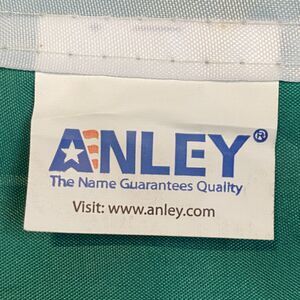 ANLEY®
The Name Guarantees Quality
Visit: www.anley.com